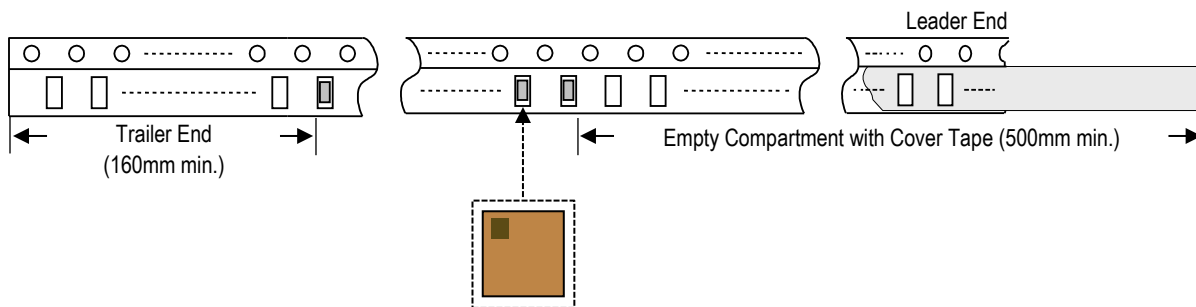 Leader End
Trailer End
(160mm min.)
Empty Compartment with Cover Tape (500mm min.)